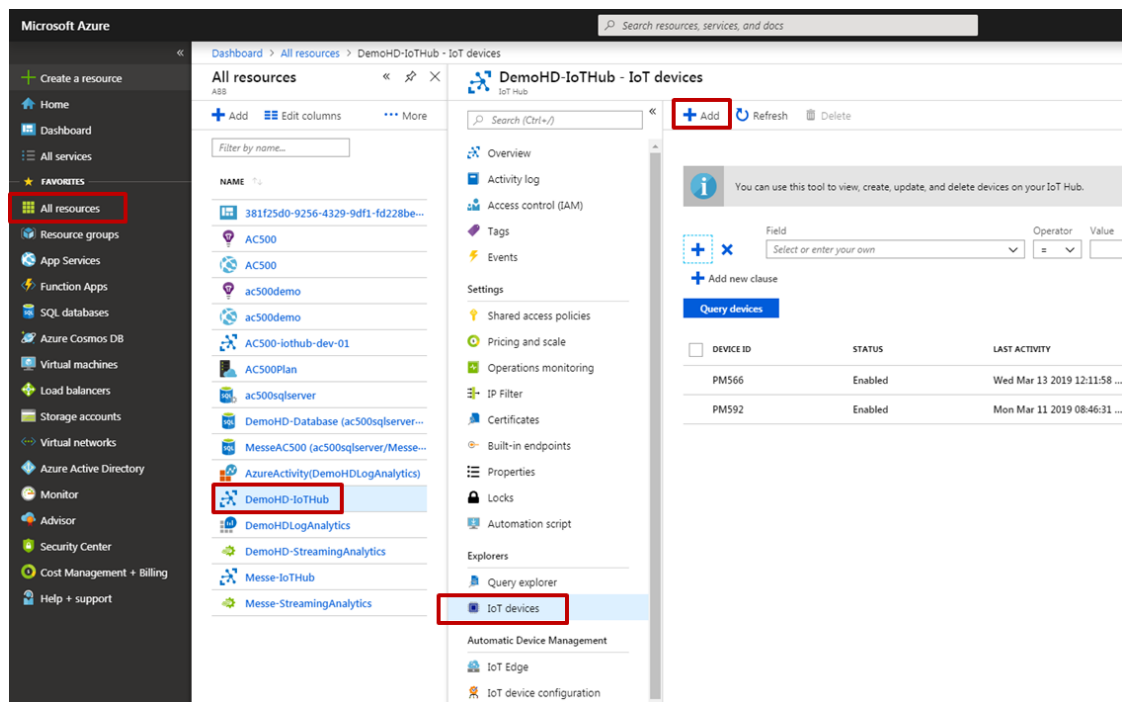 Microsoft Azure
Search resources, services, and docs
«
Create a resource
Home
Dashboard
All services
FAVORITES
All resources
Resource groups
App Services
Function Apps
SQL databases
Azure Cosmos DB
Virtual machines
Load balancers
Storage accounts
Virtual networks
Azure Active Directory
Monitor
Advisor
Security Center
Cost Management + Billing
Help + support
Dashboard > All resources > DemoHD-IoTHub - IoT devices
All resources
ABB
Add Edit columns ••• More
Filter by name...
NAME
381f25d0-9256-4329-9df1-fd228be···
AC500
AC500
ac500demo
ac500demo
AC500-iothub-dev-01
AC500Plan
ac500sqlserver
DemoHD-Database (ac500sqlserver···
MesseAC500 (ac500sqlserver/Messe···
AzureActivity(DemoHDLogAnalytics)
DemoHD-IoTHub
DemoHDLogAnalytics
DemoHD-StreamingAnalytics
Messe-IoTHub
Messe-StreamingAnalytics
DemoHD-IoTHub - IoT devices
IoT Hub
Search (Ctrl+/)
Overview
Activity log
Access control (IAM)
Tags
Events
Settings
Shared access policies
Pricing and scale
Operations monitoring
IP Filter
Certificates
Built-in endpoints
Properties
Locks
Automation script
Explorers
Query explorer
IoT devices
Automatic Device Management
IoT Edge
IoT device configuration
Add Refresh Delete
You can use this tool to view, create, update, and delete devices on your IoT Hub.
Field Operator Value
Select or enter your own =
Add new clause
Query devices
DEVICE ID STATUS LAST ACTIVITY
PM566 Enabled Wed Mar 13 2019 12:11:58 ...
PM592 Enabled Mon Mar 11 2019 08:46:31 ...